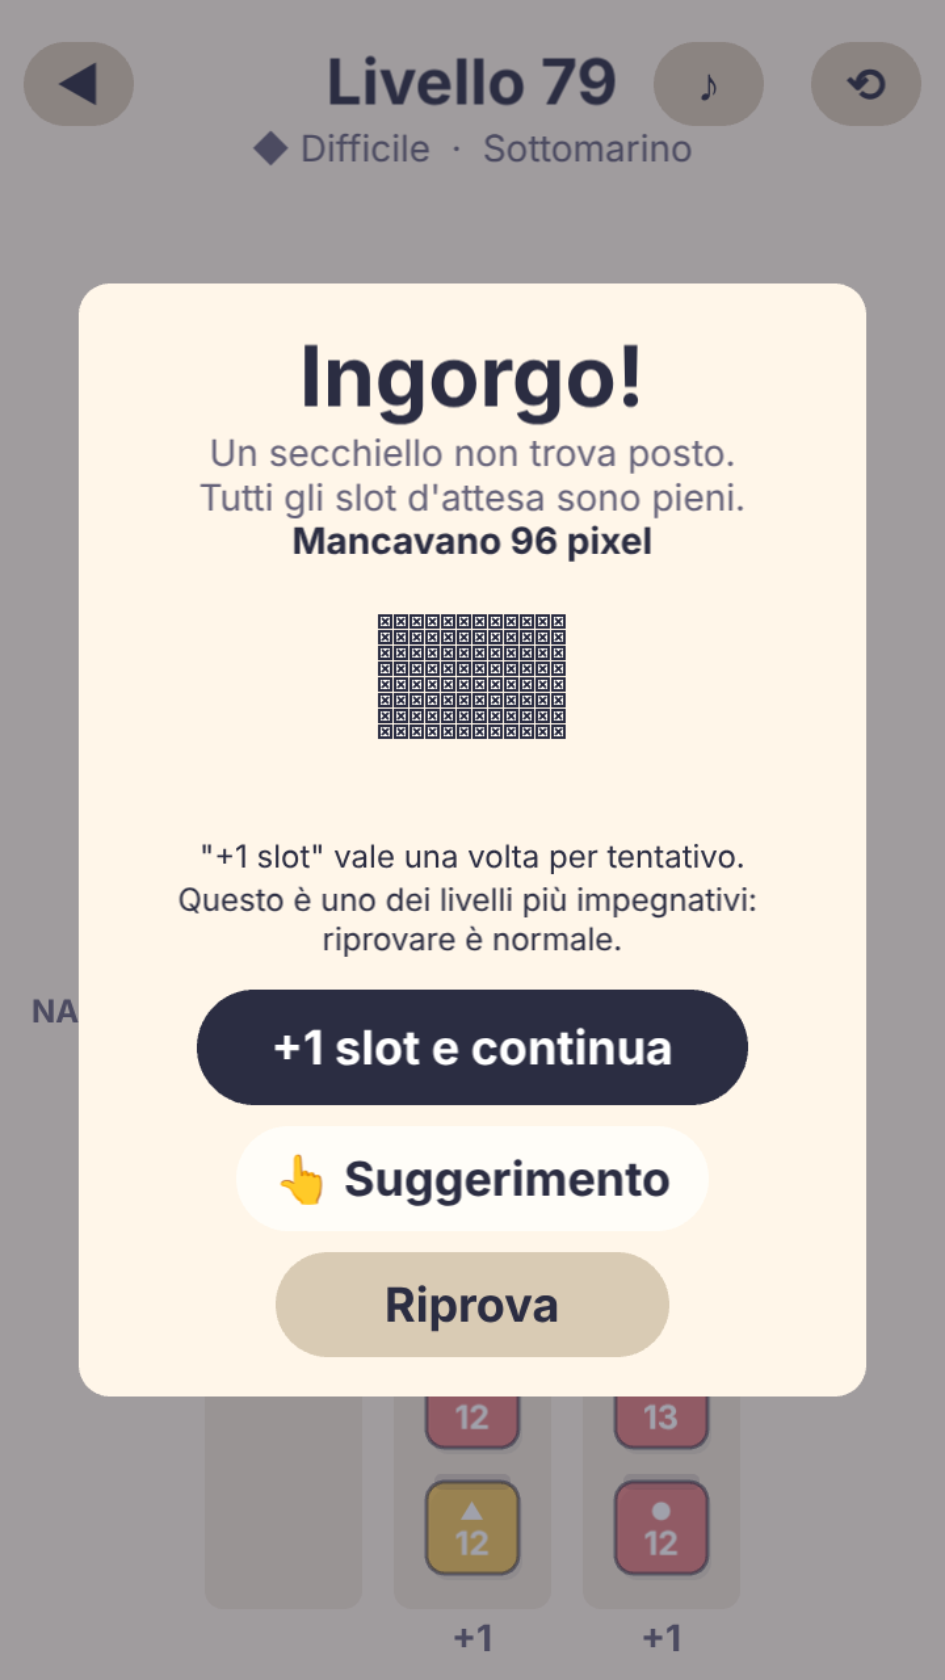 Livello 79
Difficile · Sottomarino
Ingorgo!
Un secchiello non trova posto.
Tutti gli slot d'attesa sono pieni.
Mancavano 96 pixel
"+1 slot" vale una volta per tentativo.
Questo è uno dei livelli più impegnativi:
riprovare è normale.
NA
+1 slot e continua
Suggerimento
Riprova
12 13
12 12
+1 +1